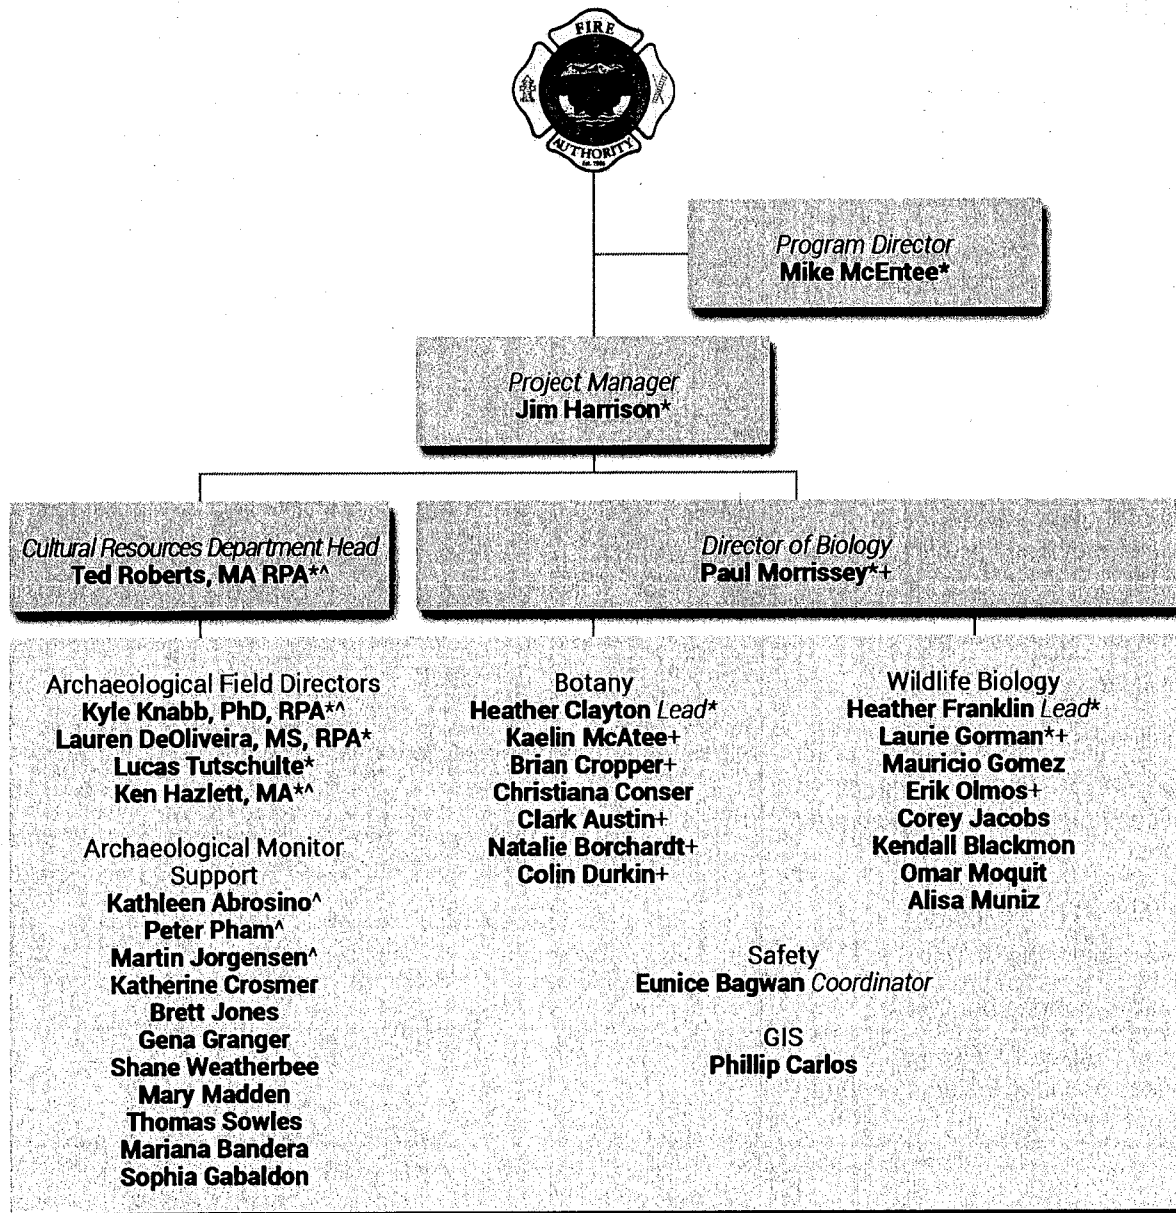 FIRE
AUTHORITY
Program Director
Mike McEntee*
Project Manager
Jim Harrison*
Cultural Resources Department Head
Ted Roberts, MA RPA*^
Director of Biology
Paul Morrissey*+
Archaeological Field Directors
Kyle Knabb, PhD, RPA*^
Lauren DeOliveira, MS, RPA*
Lucas Tutschulte*
Ken Hazlett, MA*^
Archaeological Monitor
Support
Kathleen Abrosino^
Peter Pham^
Martin Jorgensen^
Katherine Crosmer
Brett Jones
Gena Granger
Shane Weatherbee
Mary Madden
Thomas Sowles
Mariana Bandera
Sophia Gabaldon
Botany
Heather Clayton Lead*
Kaelin McAtee+
Brian Cropper+
Christiana Conser
Clark Austin+
Natalie Borchardt+
Colin Durkin+
Wildlife Biology
Heather Franklin Lead*
Laurie Gorman*+
Mauricio Gomez
Erik Olmos+
Corey Jacobs
Kendall Blackmon
Omar Moquit
Alisa Muniz
Safety
Eunice Bagwan Coordinator
GIS
Phillip Carlos